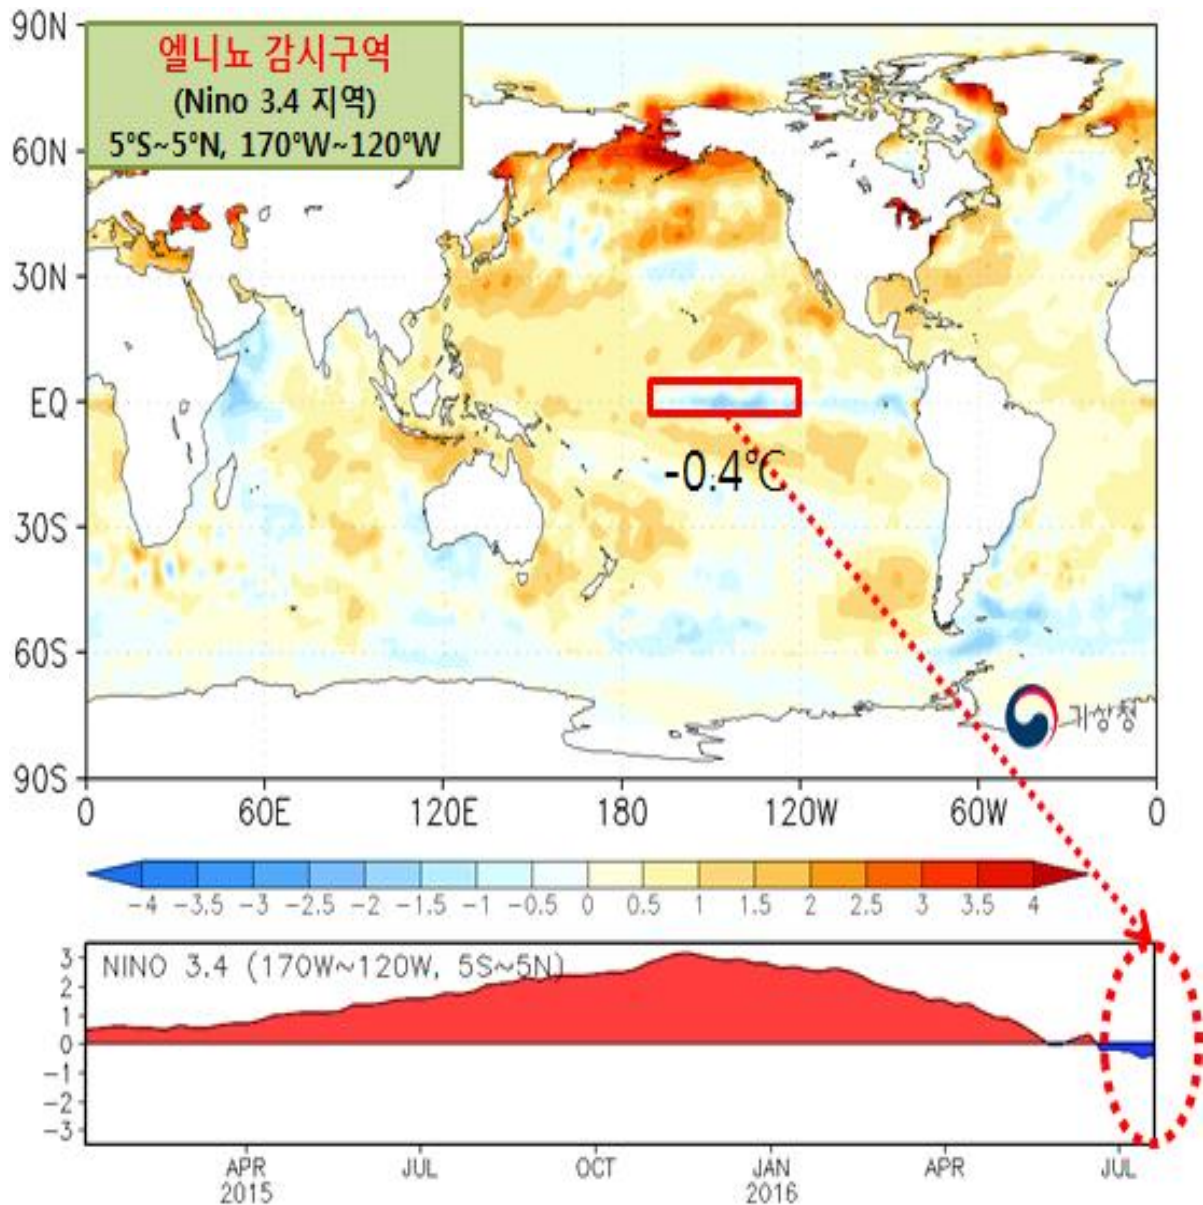 90N
60N
30N
EQ
30S
60S
90S
엘니뇨 감시구역
(Nino 3.4 지역)
5°S~5°N, 170°W~120°W
-0.4℃
기상청
0 60E 120E 180 120W 60W 0
-4 -3.5 -3 -2.5 -2 -1.5 -1 -0.5 0 0.5 1 1.5 2 2.5 3 3.5 4
NINO 3.4 (170W~120W, 5S~5N)
3
2
1
0
-1
-2
-3
APR JUL OCT JAN APR JUL
2015 2016